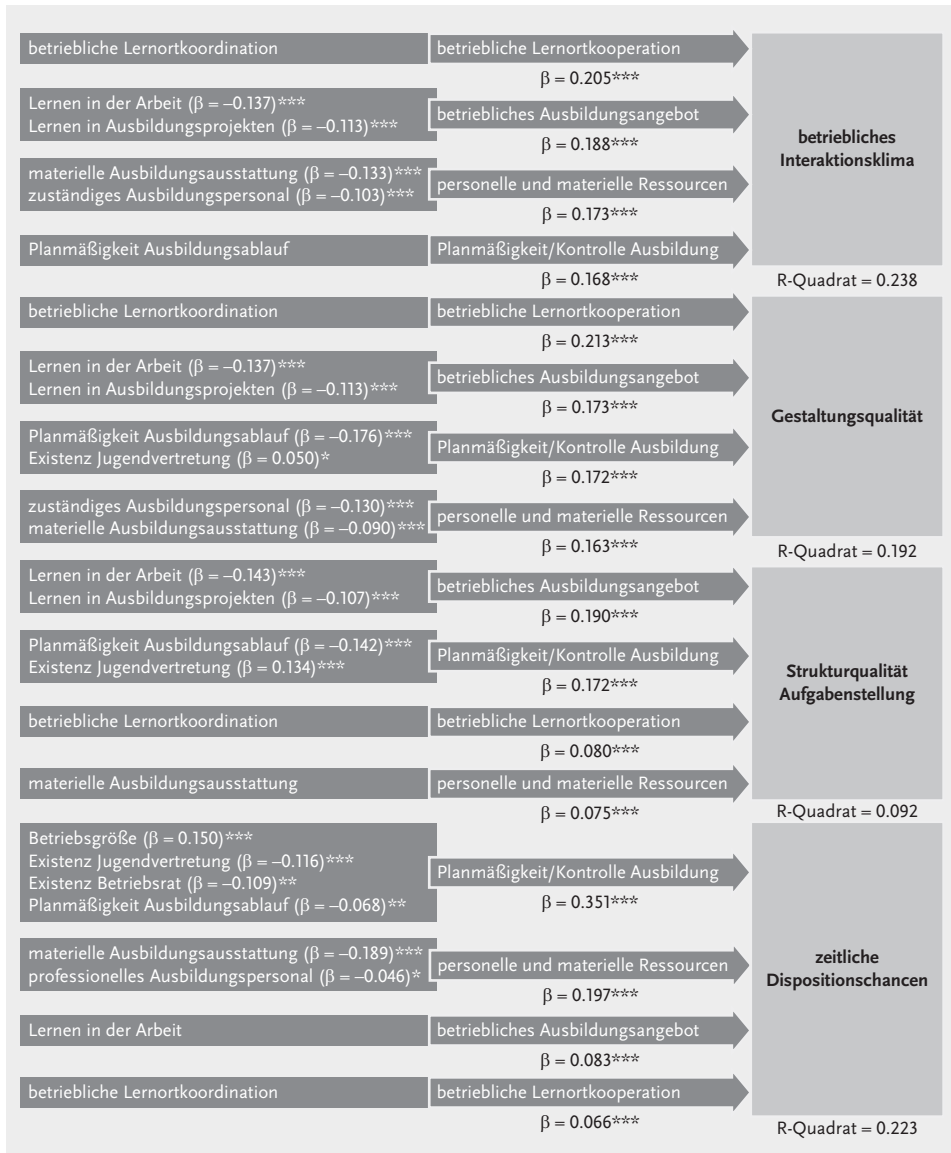 betriebliche Lernortkoordination
betriebliche Lernortkooperation
β = 0.205***
Lernen in der Arbeit (β = –0.137)***
Lernen in Ausbildungsprojekten (β = –0.113)***
betriebliches Ausbildungsangebot
β = 0.188***
materielle Ausbildungsausstattung (β = –0.133)***
zuständiges Ausbildungspersonal (β = –0.103)***
personelle und materielle Ressourcen
β = 0.173***
Planmäßigkeit Ausbildungsablauf
Planmäßigkeit/Kontrolle Ausbildung
β = 0.168***
betriebliches
Interaktionsklima
R-Quadrat = 0.238
betriebliche Lernortkoordination
betriebliche Lernortkooperation
β = 0.213***
Lernen in der Arbeit (β = –0.137)***
Lernen in Ausbildungsprojekten (β = –0.113)***
betriebliches Ausbildungsangebot
β = 0.173***
Planmäßigkeit Ausbildungsablauf (β = –0.176)***
Existenz Jugendvertretung (β = 0.050)*
Planmäßigkeit/Kontrolle Ausbildung
β = 0.172***
zuständiges Ausbildungspersonal (β = –0.130)***
materielle Ausbildungsausstattung (β = –0.090)***
personelle und materielle Ressourcen
β = 0.163***
Gestaltungsqualität
R-Quadrat = 0.192
Lernen in der Arbeit (β = –0.143)***
Lernen in Ausbildungsprojekten (β = –0.107)***
betriebliches Ausbildungsangebot
β = 0.190***
Planmäßigkeit Ausbildungsablauf (β = –0.142)***
Existenz Jugendvertretung (β = 0.134)***
Planmäßigkeit/Kontrolle Ausbildung
β = 0.172***
betriebliche Lernortkoordination
betriebliche Lernortkooperation
β = 0.080***
materielle Ausbildungsausstattung
personelle und materielle Ressourcen
β = 0.075***
Strukturqualität
Aufgabenstellung
R-Quadrat = 0.092
Betriebsgröße (β = 0.150)***
Existenz Jugendvertretung (β = –0.116)***
Existenz Betriebsrat (β = –0.109)**
Planmäßigkeit Ausbildungsablauf (β = –0.068)**
Planmäßigkeit/Kontrolle Ausbildung
β = 0.351***
materielle Ausbildungsausstattung (β = –0.189)***
professionelles Ausbildungspersonal (β = –0.046)*
personelle und materielle Ressourcen
β = 0.197***
Lernen in der Arbeit
betriebliches Ausbildungsangebot
β = 0.083***
betriebliche Lernortkoordination
betriebliche Lernortkooperation
β = 0.066***
zeitliche
Dispositionschancen
R-Quadrat = 0.223